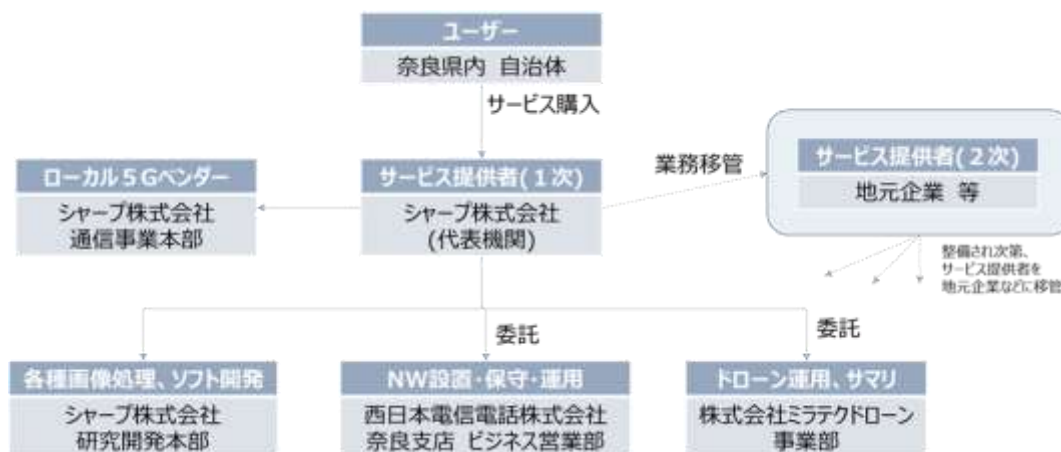 ユーザー
奈良県内 自治体
サービス購入
ローカル5Gベンダー
シャープ株式会社
通信事業本部
サービス提供者(1次)
シャープ株式会社
(代表機関)
業務移管
サービス提供者(2次)
地元企業 等
整備され次第、
サービス提供者を
地元企業などに移管
委託
委託
各種画像処理、ソフト開発
シャープ株式会社
研究開発本部
NW設置・保守・運用
西日本電信電話株式会社
奈良支店 ビジネス営業部
ドローン運用、サマリ
株式会社ミラテクドローン
事業部